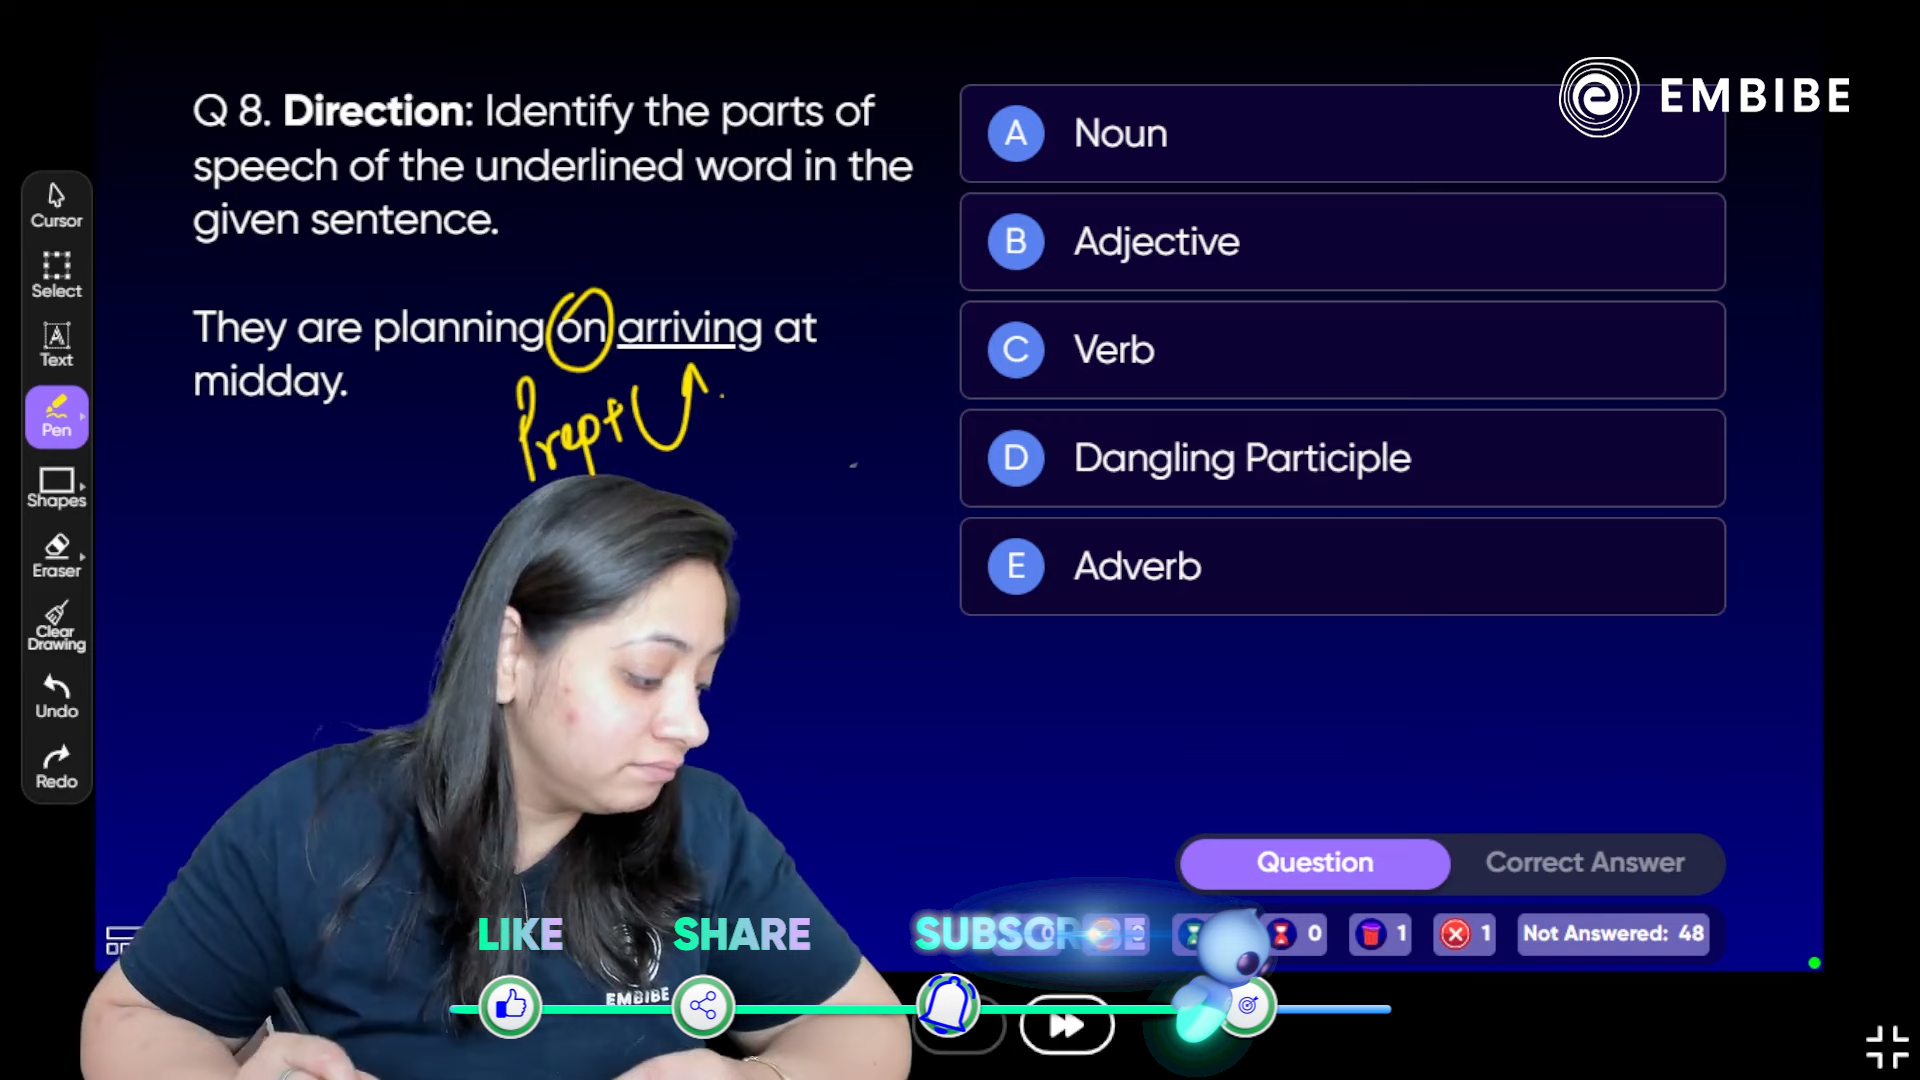 EMBIBE
Q 8. Direction: Identify the parts of
speech of the underlined word in the
given sentence.
They are planning on arriving at
midday.
Prep+
A Noun
B Adjective
C Verb
D Dangling Participle
E Adverb
Cursor
Select
Text
Pen
Shapes
Eraser
Clear
Drawing
Undo
Redo
Question Correct Answer
LIKE SHARE SUBSCRIBE
0 1 1 Not Answered: 48
EMBIBE